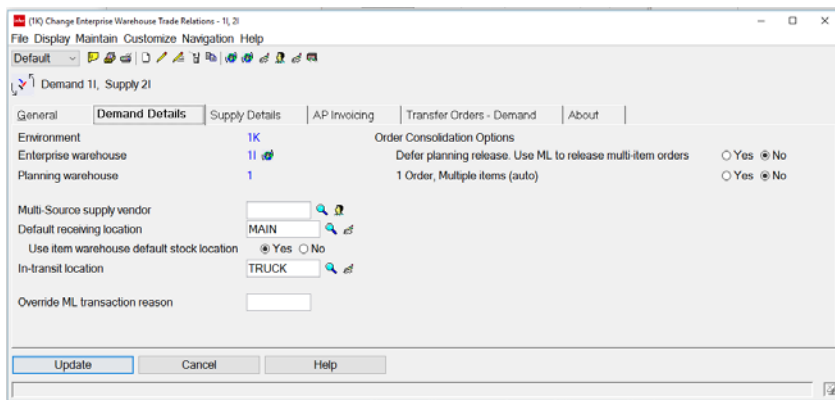 (1K) Change Enterprise Warehouse Trade Relations - 1I, 2I
File Display Maintain Customize Navigation Help
Default
Demand 1I, Supply 2I
General Demand Details Supply Details AP Invoicing Transfer Orders - Demand About
Environment 1K Order Consolidation Options
Enterprise warehouse 1I Defer planning release. Use ML to release multi-item orders Yes No
Planning warehouse 1 1 Order, Multiple items (auto) Yes No
Multi-Source supply vendor
Default receiving location MAIN
Use item warehouse default stock location Yes No
In-transit location TRUCK
Override ML transaction reason
Update Cancel Help